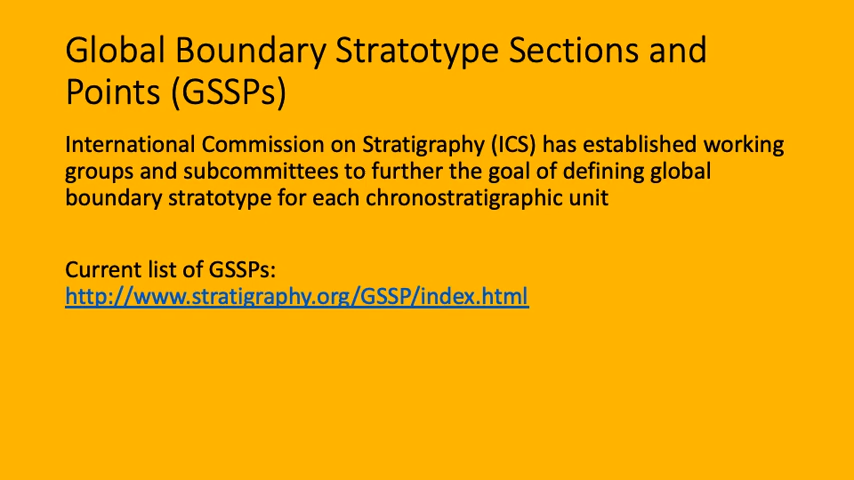 Global Boundary Stratotype Sections and
Points (GSSPs)
International Commission on Stratigraphy (ICS) has established working
groups and subcommittees to further the goal of defining global
boundary stratotype for each chronostratigraphic unit
Current list of GSSPs:
http://www.stratigraphy.org/GSSP/index.html